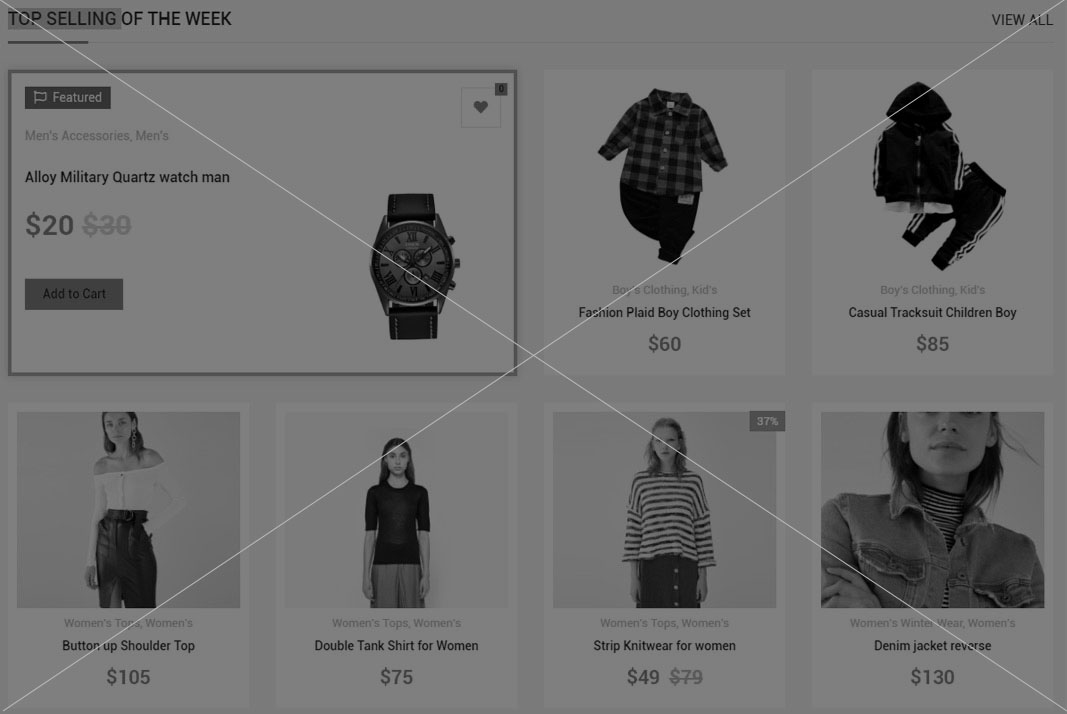 TOP SELLING OF THE WEEK
VIEW ALL
Featured
0
Men's Accessories, Men's
Alloy Military Quartz watch man
$20 $30
Add to Cart
Boy's Clothing, Kid's
Fashion Plaid Boy Clothing Set
$60
Boy's Clothing, Kid's
Casual Tracksuit Children Boy
$85
Women's Tops, Women's
Button up Shoulder Top
$105
Women's Tops, Women's
Double Tank Shirt for Women
$75
37%
Women's Tops, Women's
Strip Knitwear for women
$49 $79
Women's Winter Wear, Women's
Denim jacket reverse
$130